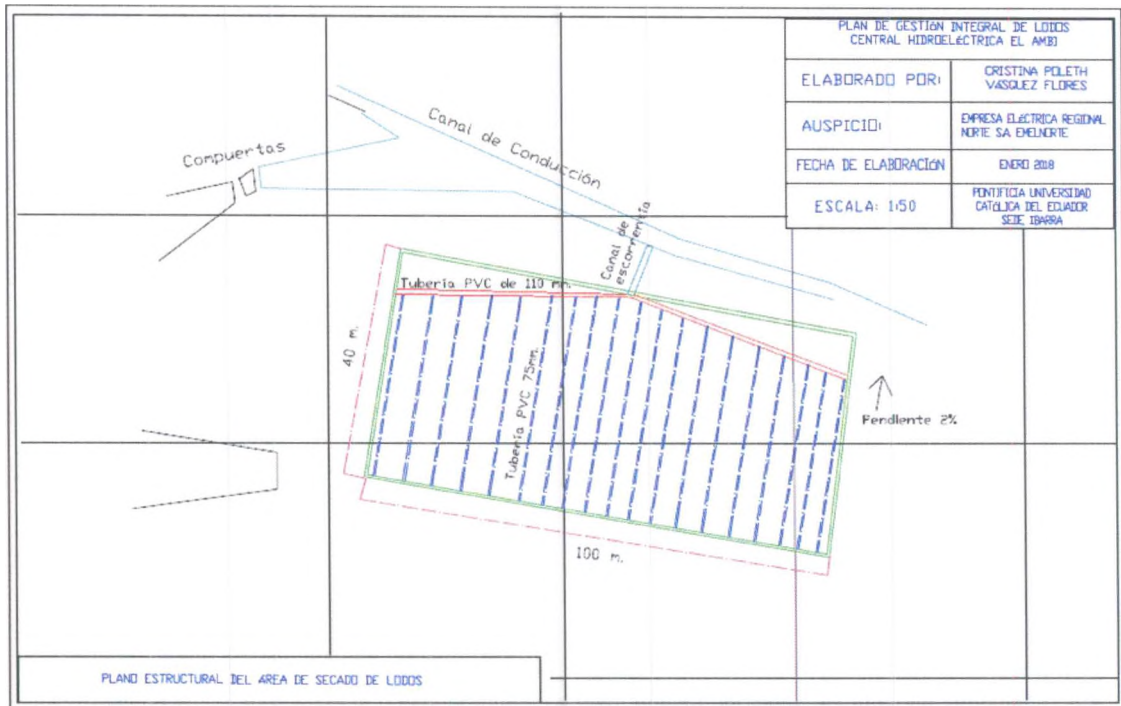 PLAN DE GESTIÓN INTEGRAL DE LODOS
CENTRAL HIDROELÉCTRICA EL AMBI
ELABORADO POR:
CRISTINA POLETH
VÁSQUEZ FLORES
AUSPICIO:
EMPRESA ELÉCTRICA REGIONAL
NORTE SA EMELNORTE
FECHA DE ELABORACIÓN
ENERO 2018
ESCALA: 1:50
PONTIFICIA UNIVERSIDAD
CATÓLICA DEL ECUADOR
SEDE IBARRA
Canal de Conducción
Compuertas
Canal de
escorrentía
Tubería PVC de 110 mm.
40 m.
Tubería PVC 75mm.
Pendiente 2%
100 m.
PLANO ESTRUCTURAL DEL AREA DE SECADO DE LODOS